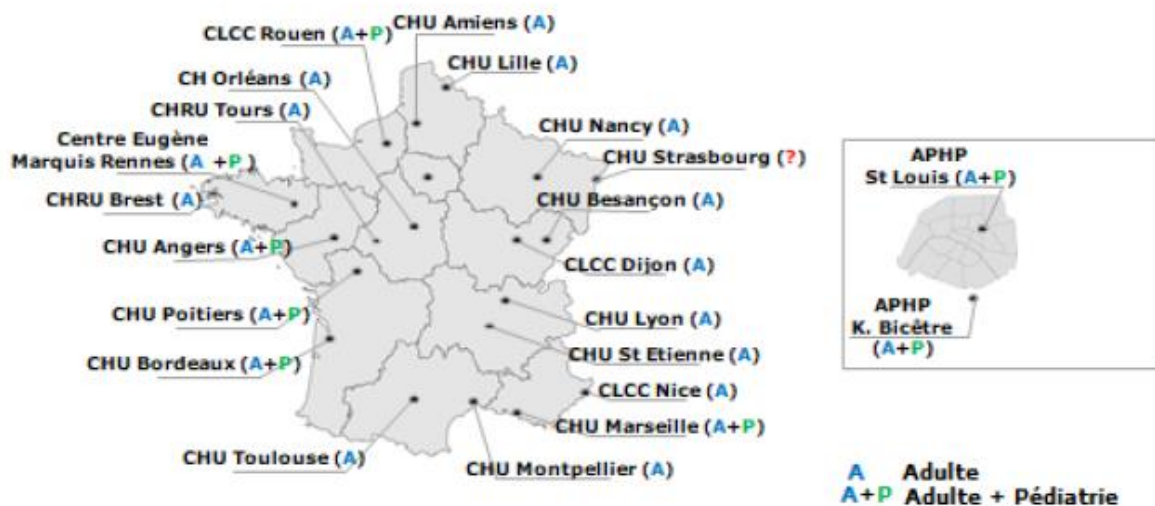 CHU Amiens (A)
CLCC Rouen (A+P)
CHU Lille (A)
CH Orléans (A)
CHRU Tours (A)
CHU Nancy (A)
Centre Eugène
Marquis Rennes (A +P)
CHU Strasbourg (?)
CHRU Brest (A)
CHU Besançon (A)
CHU Angers (A+P)
CLCC Dijon (A)
CHU Poitiers (A+P)
CHU Lyon (A)
CHU Bordeaux (A+P)
CHU St Etienne (A)
CLCC Nice (A)
CHU Marseille (A+P)
CHU Toulouse (A)
CHU Montpellier (A)
APHP
St Louis (A+P)
APHP
K. Bicêtre
(A+P)
A Adulte
A+P Adulte + Pédiatrie